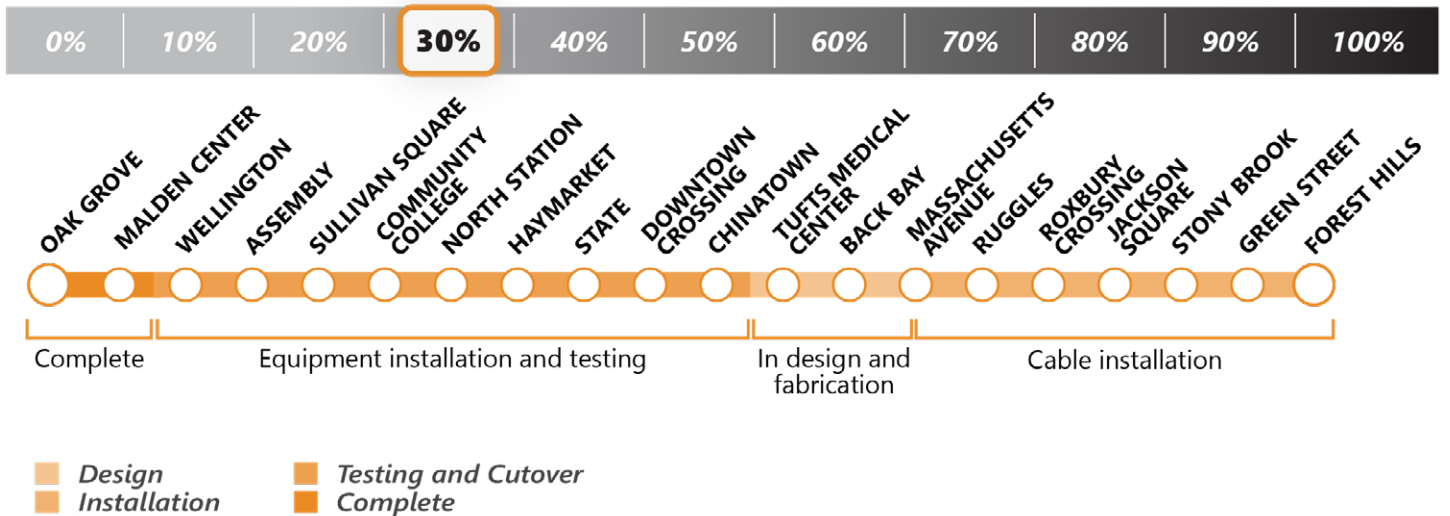 0% 10% 20% 30% 40% 50% 60% 70% 80% 90% 100%
OAK GROVE
MALDEN CENTER
WELLINGTON
ASSEMBLY
SULLIVAN SQUARE
COMMUNITY
COLLEGE
NORTH STATION
HAYMARKET
STATE
DOWNTOWN
CROSSING
CHINATOWN
TUFTS MEDICAL
CENTER
BACK BAY
MASSACHUSETTS
AVENUE
RUGGLES
ROXBURY
CROSSING
JACKSON
SQUARE
STONY BROOK
GREEN STREET
FOREST HILLS
Complete
Equipment installation and testing
In design and
fabrication
Cable installation
Design
Installation
Testing and Cutover
Complete